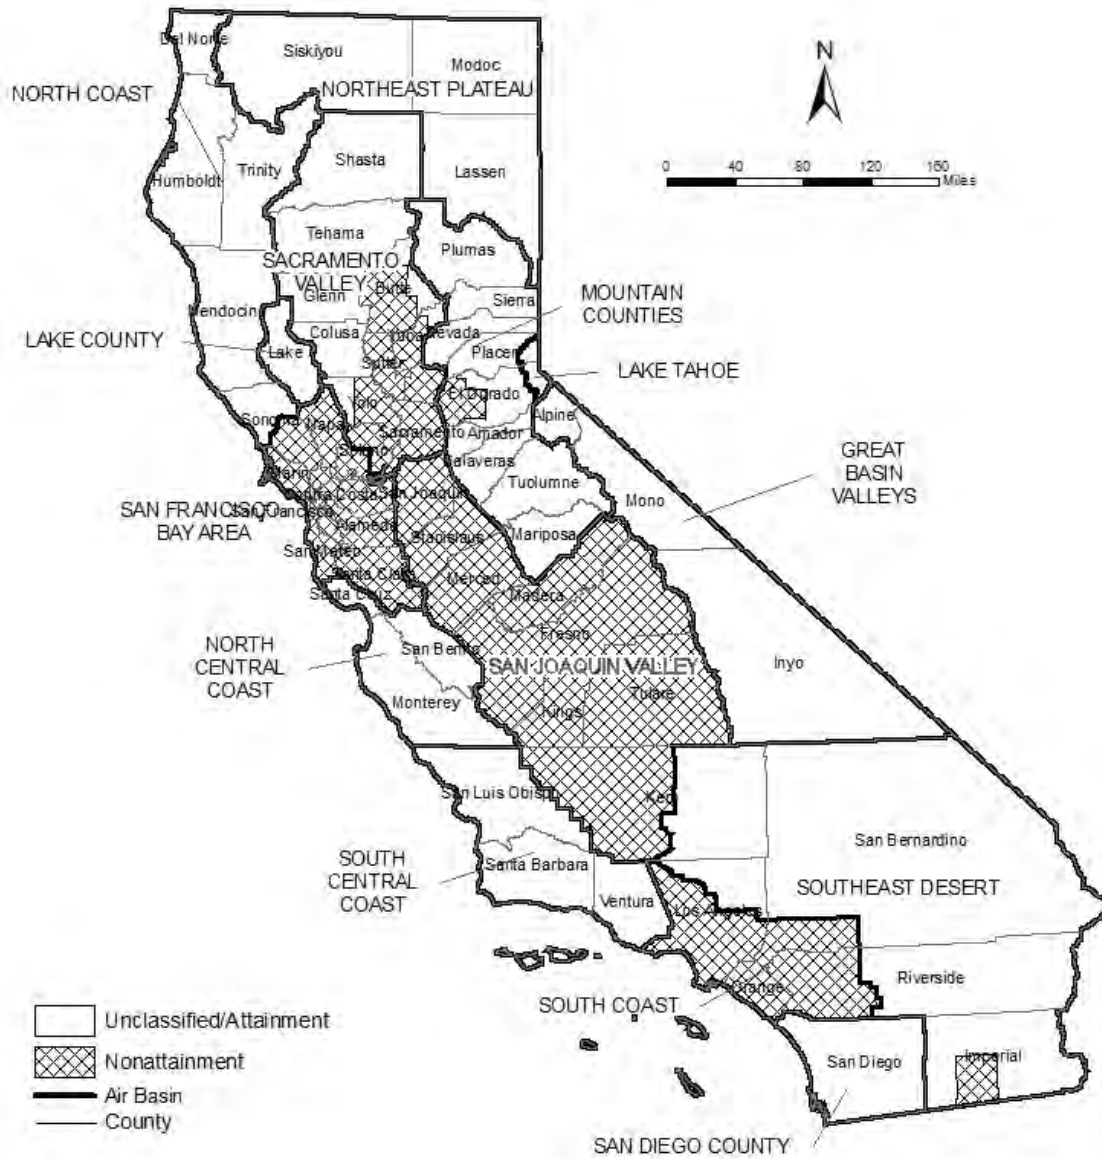 Del Norte
Siskiyou
Modoc
N
NORTH COAST
NORTHEAST PLATEAU
0 40 80 120 160
Miles
Shasta
Trinity
Lassen
Humboldt
Tehama
Plumas
SACRAMENTO
VALLEY
Butte
Glenn
Sierra
MOUNTAIN
COUNTIES
Mendocino
Colusa
Yuba
Nevada
LAKE COUNTY
Lake
Placer
Sutter
LAKE TAHOE
El Dorado
Yolo
Alpine
Sonoma
Napa
Sacramento
Amador
Solano
Calaveras
GREAT
BASIN
VALLEYS
Marin
Tuolumne
Contra Costa
San Joaquin
Mono
SAN FRANCISCO
BAY AREA
San Francisco
Alameda
Stanislaus
Mariposa
San Mateo
Santa Clara
Merced
Santa Cruz
Madera
Fresno
NORTH
CENTRAL
COAST
San Benito
SAN JOAQUIN VALLEY
Inyo
Monterey
Kings
Tulare
San Luis Obispo
Kern
San Bernardino
SOUTH
CENTRAL
COAST
Santa Barbara
SOUTHEAST DESERT
Ventura
Los Angeles
Riverside
Orange
SOUTH COAST
Unclassified/Attainment
Nonattainment
Air Basin
County
San Diego
Imperial
SAN DIEGO COUNTY